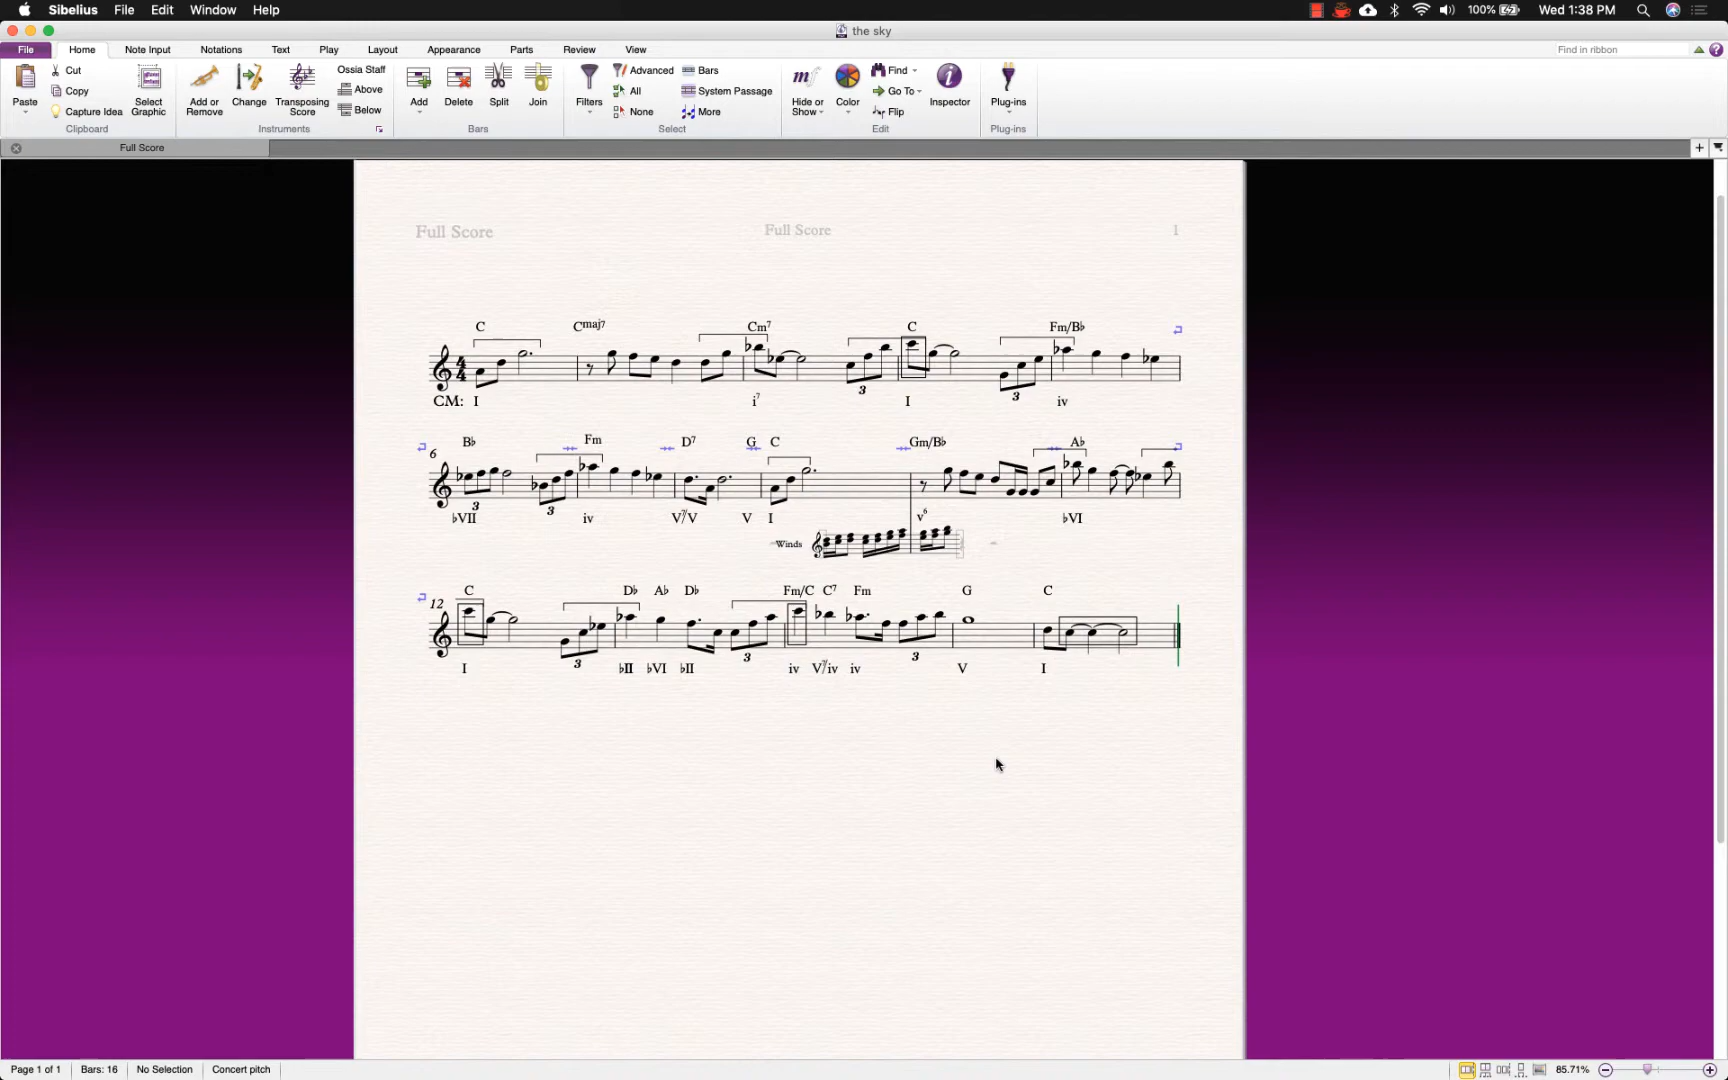 Sibelius File Edit Window Help 100% Wed 1:38 PM
the sky
File Home Note Input Notations Text Play Layout Appearance Parts Review View Find in ribbon
Paste Cut Copy Capture Idea Select Graphic
Clipboard
Add or Remove Change Transposing Score Ossia Staff Above Below
Instruments
Add Delete Split Join
Bars
Filters Advanced All None Bars System Passage More
Select
Hide or Show Color Find Go To Flip Inspector
Edit
Plug-ins
Plug-ins
Full Score
Full Score Full Score 1
C Cmaj7 Cm7 C Fm/B♭
3 3
CM: I i7 I iv
B♭ Fm D7 G C Gm/B♭ A♭
6
3 3
♭VII iv V7/V V I v6 ♭VI
Winds
C D♭ A♭ D♭ Fm/C C7 Fm G C
12
3 3 3
I ♭II ♭VI ♭II iv V7/iv iv V I
Page 1 of 1 Bars: 16 No Selection Concert pitch 85.71%